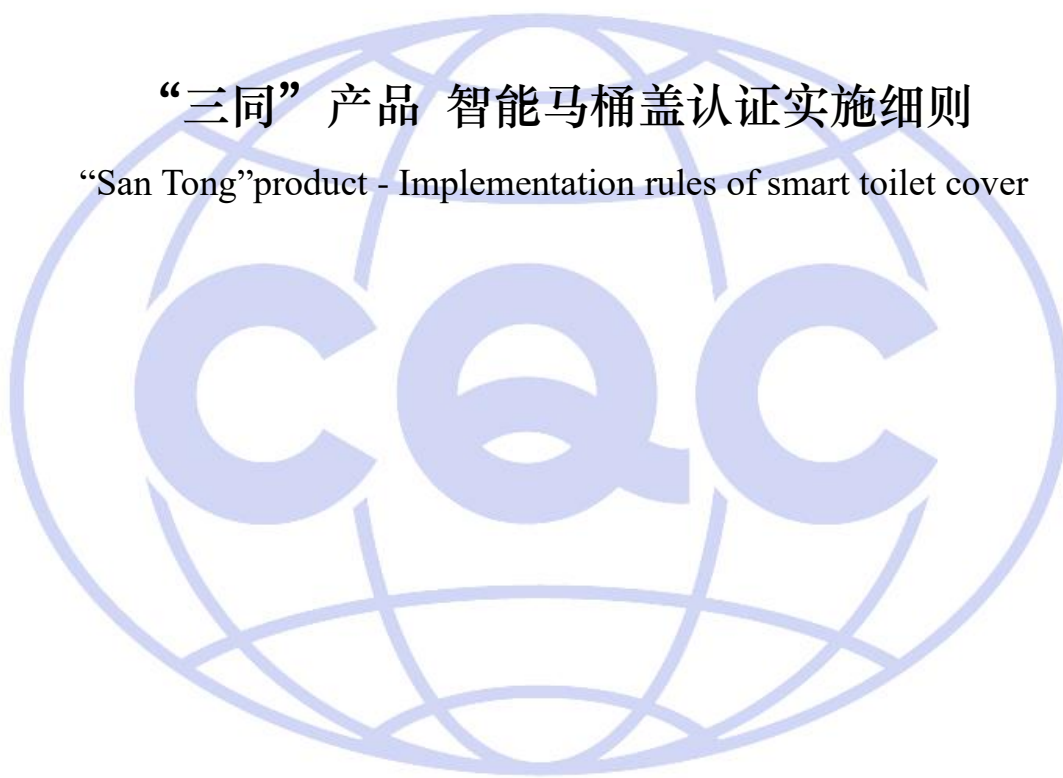 “三同”产品 智能马桶盖认证实施细则
“San Tong”product - Implementation rules of smart toilet cover
CQC